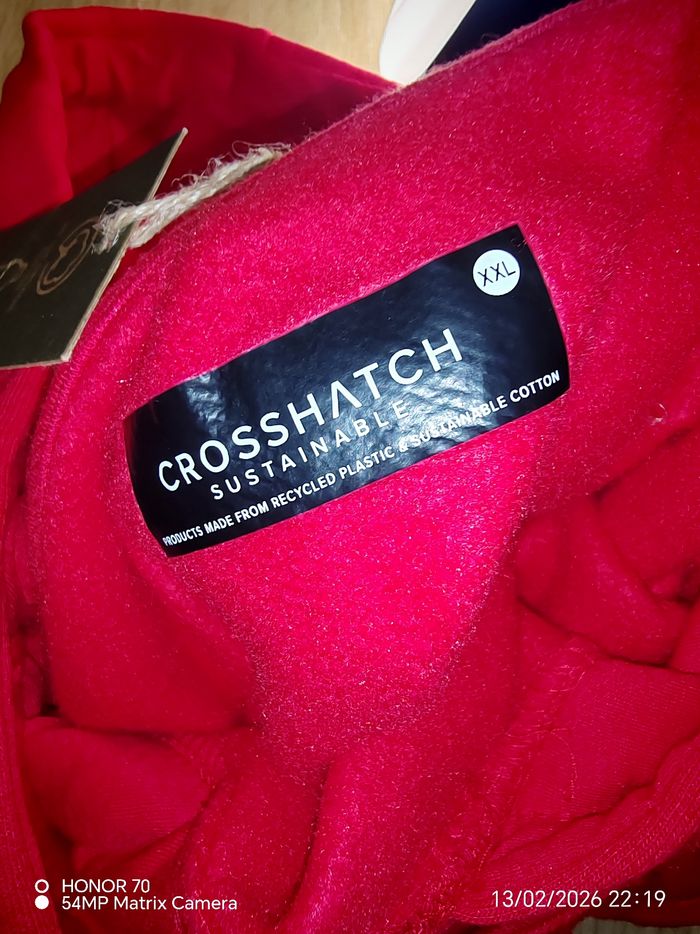 XXL
CROSSHATCH
SUSTAINABLE
PRODUCTS MADE FROM RECYCLED PLASTIC & SUSTAINABLE COTTON
HONOR 70
54MP Matrix Camera
13/02/2026 22:19